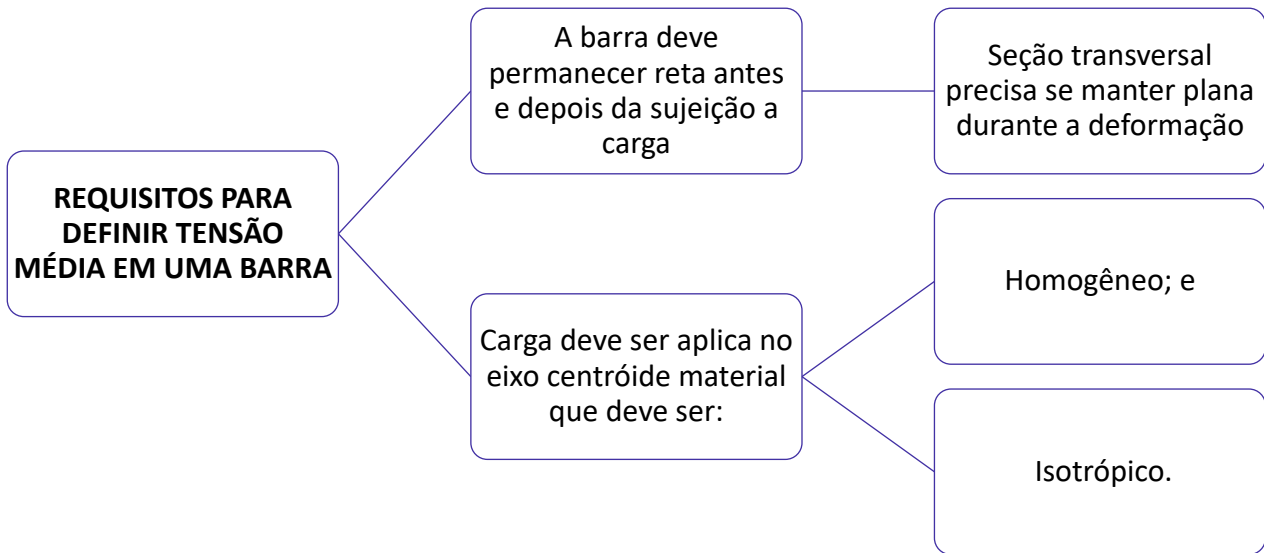 REQUISITOS PARA
DEFINIR TENSÃO
MÉDIA EM UMA BARRA
A barra deve
permanecer reta antes
e depois da sujeição a
carga
Seção transversal
precisa se manter plana
durante a deformação
Carga deve ser aplica no
eixo centróide material
que deve ser:
Homogêneo; e
Isotrópico.